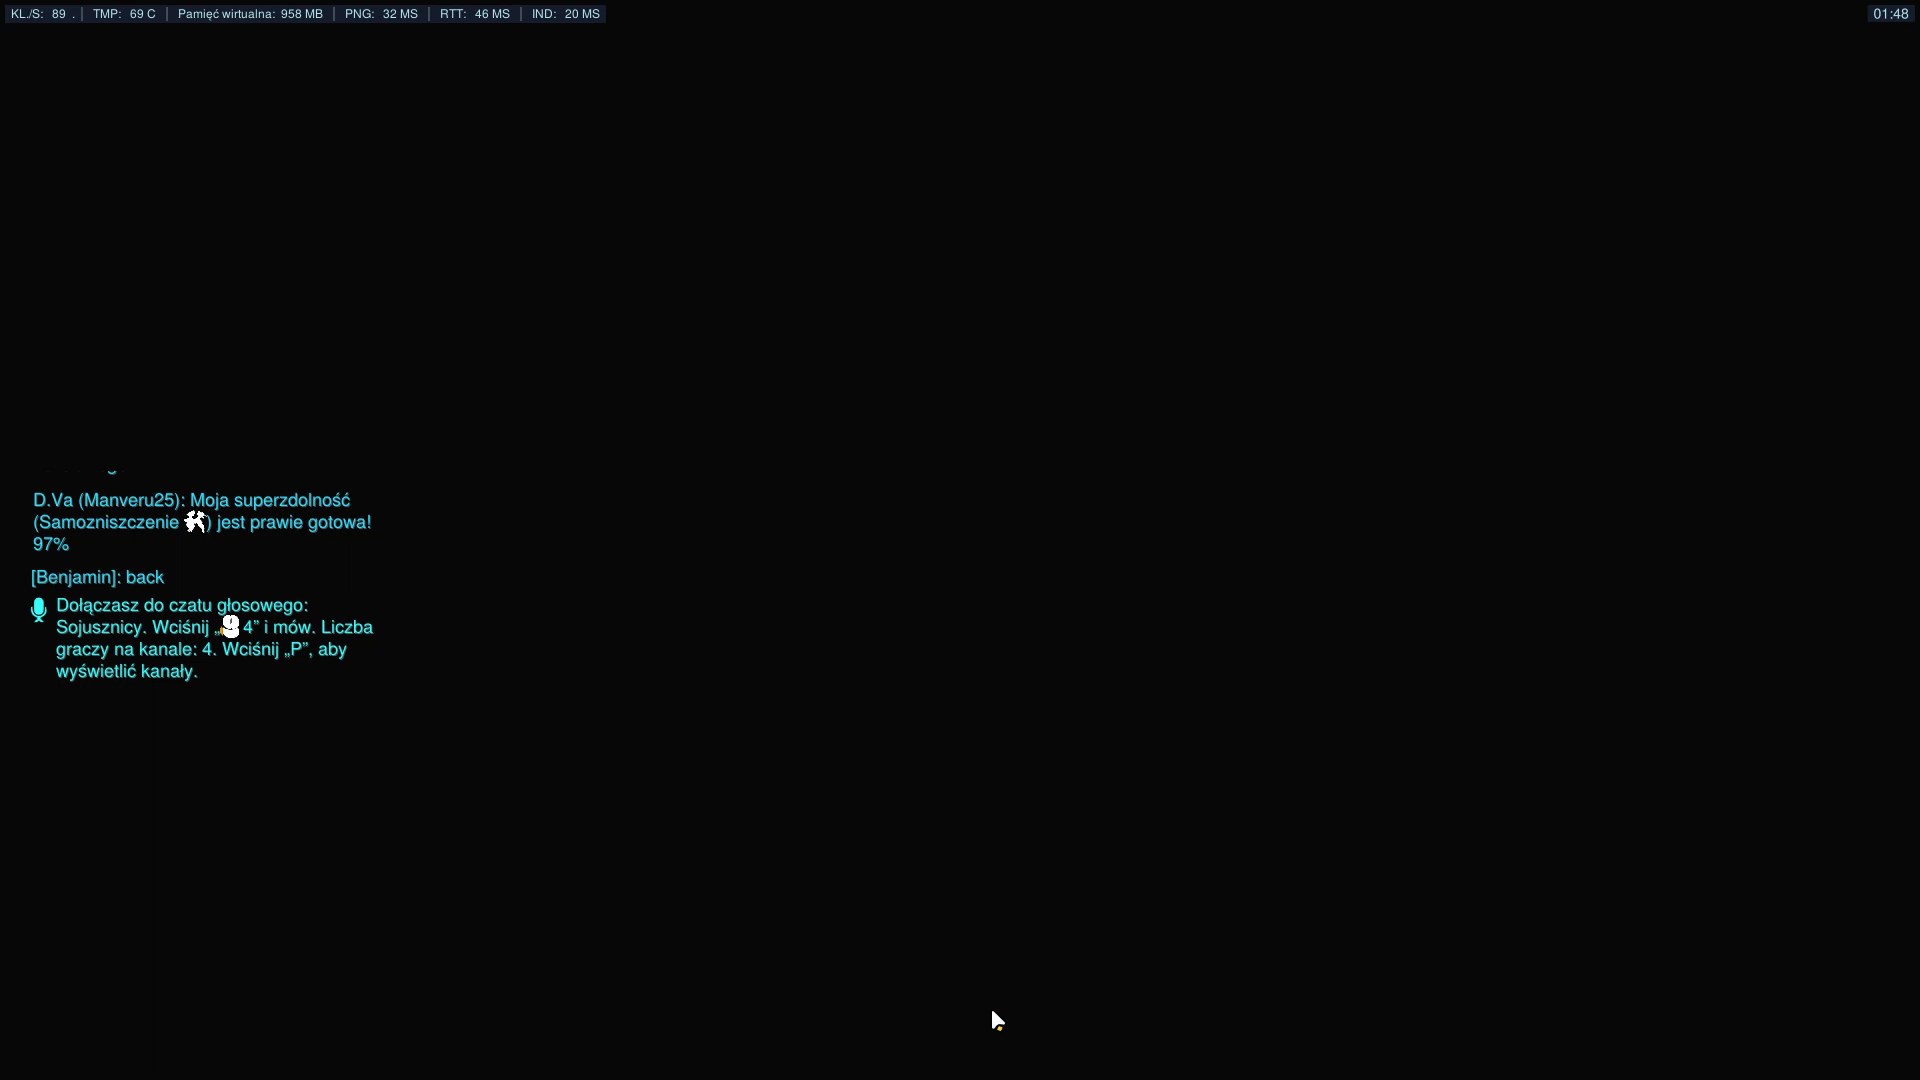 KL./S: 89 . | TMP: 69 C | Pamięć wirtualna: 958 MB | PNG: 32 MS | RTT: 46 MS | IND: 20 MS
01:48
D.Va (Manveru25): Moja superzdolność
(Samozniszczenie ) jest prawie gotowa!
97%
[Benjamin]: back
Dołączasz do czatu głosowego:
Sojusznicy. Wciśnij „ 4” i mów. Liczba
graczy na kanale: 4. Wciśnij „P”, aby
wyświetlić kanały.